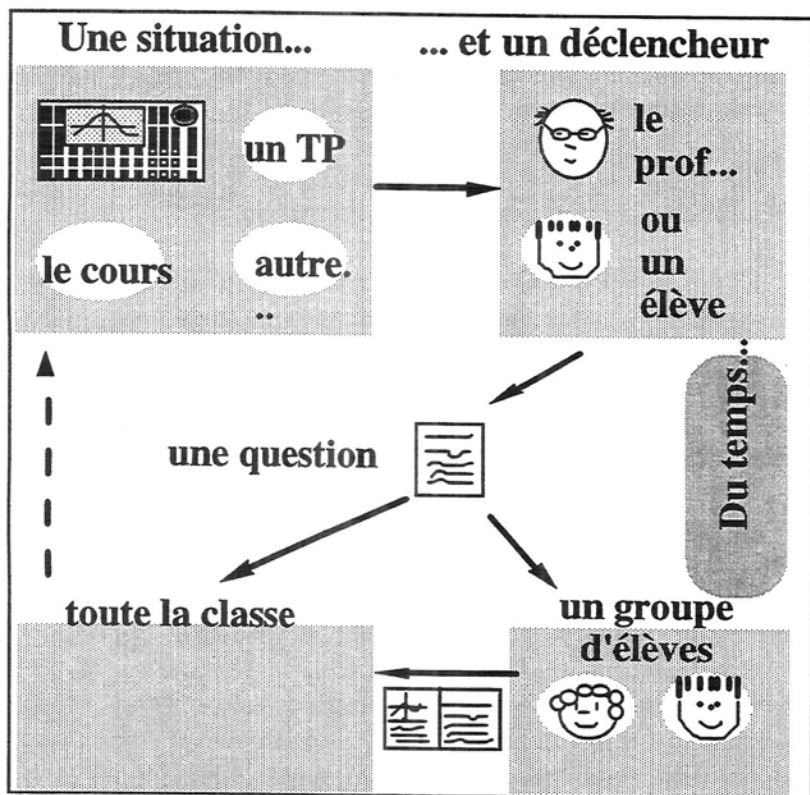 Une situation...
... et un déclencheur
un TP
le cours
autre.
..
le
prof...
ou
un
élève
Du temps...
une question
toute la classe
un groupe
d'élèves